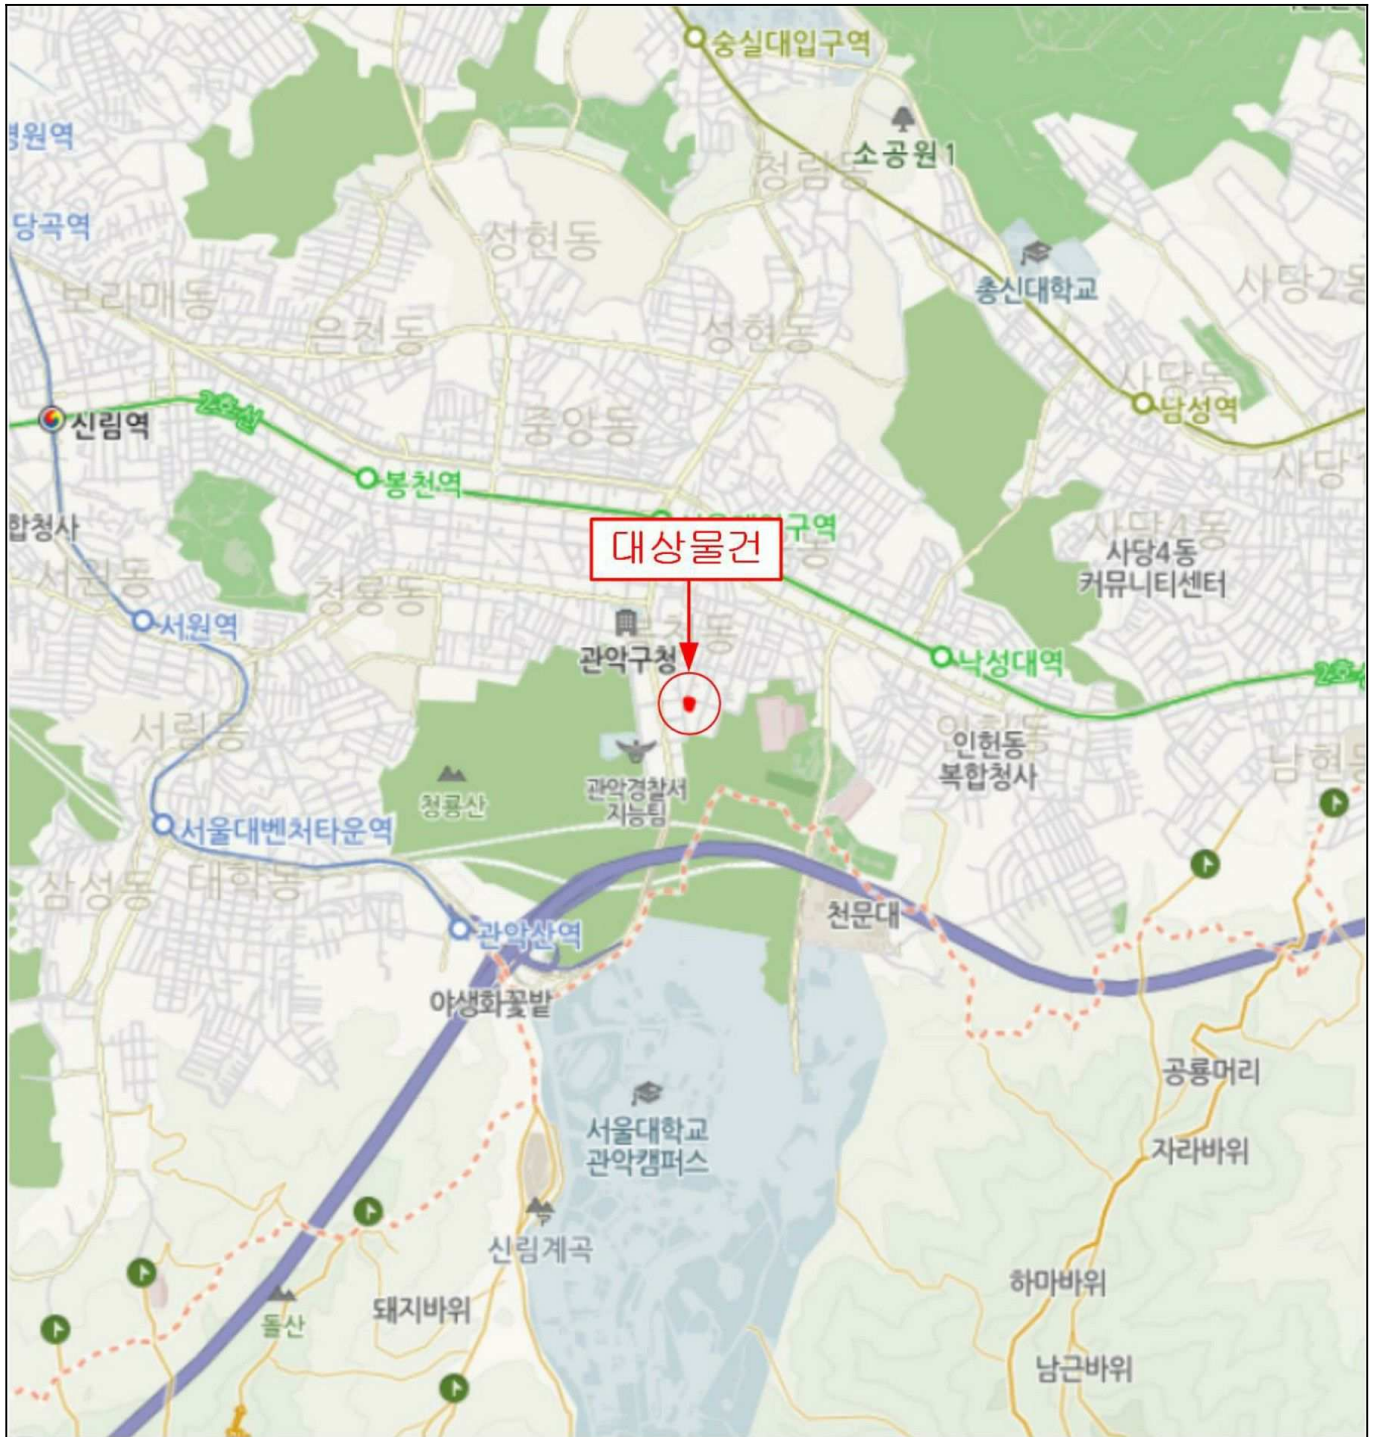 숭실대입구역
소공원1
청림동
당곡역
성현동
총신대학교
사당2동
보라매동
은천동
성현동
사당동
남성역
2호선
신림역
중앙동
봉천역
구역
대상물건
사당4동
사당4동
커뮤니티센터
합청사
서원동
청룡동
서원역
관악구청
낙성대역
2호선
서림동
인헌동
인헌동
복합청사
남현동
청룡산
관악경찰서
지능팀
서울대벤처타운역
삼성동
대학동
천문대
관악산역
야생화꽃밭
공룡머리
서울대학교
관악캠퍼스
자라바위
신림계곡
하마바위
돼지바위
돌산
남근바위